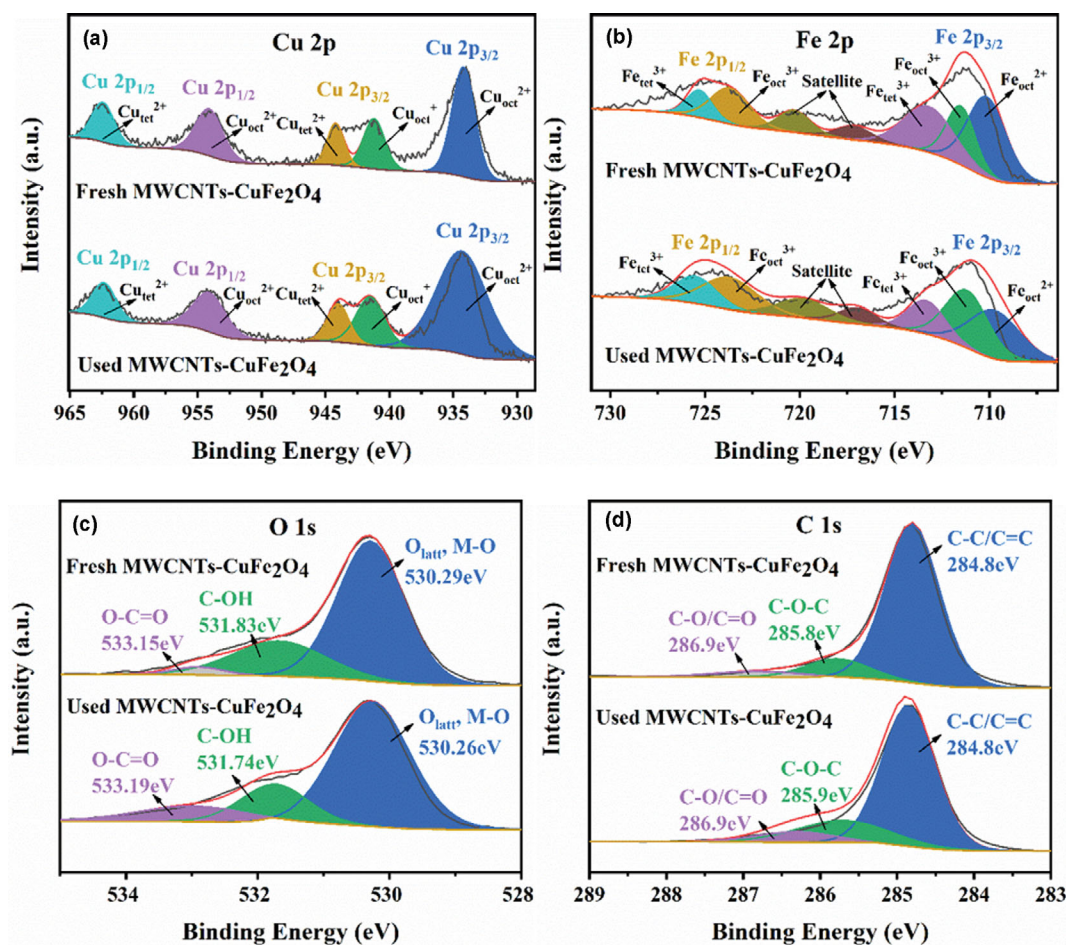 (a)
Cu 2p
Cu 2p1/2
Cu 2p1/2
Cu 2p3/2
Cu 2p3/2
Cutet2+
Cuoct2+
Cutet2+
Cuoct+
Cuoct2+
Fresh MWCNTs-CuFe2O4
Cu 2p1/2
Cu 2p1/2
Cu 2p3/2
Cu 2p3/2
Cutet2+
Cuoct2+
Cutet2+
Cuoct+
Cuoct2+
Used MWCNTs-CuFe2O4
965 960 955 950 945 940 935 930
Binding Energy (eV)
Intensity (a.u.)
(b)
Fe 2p
Fe 2p1/2
Fe 2p3/2
Fetet3+
Feoct3+
Satellite
Fetet3+
Feoct3+
Feoct2+
Fresh MWCNTs-CuFe2O4
Fe 2p1/2
Fe 2p3/2
Fetet3+
Feoct3+
Satellite
Fetet3+
Feoct3+
Feoct2+
Used MWCNTs-CuFe2O4
730 725 720 715 710
Binding Energy (eV)
Intensity (a.u.)
(c)
O 1s
Fresh MWCNTs-CuFe2O4
Olatt, M-O
530.29eV
C-OH
531.83eV
O-C=O
533.15eV
Used MWCNTs-CuFe2O4
Olatt, M-O
530.26eV
C-OH
531.74eV
O-C=O
533.19eV
534 532 530 528
Binding Energy (eV)
Intensity (a.u.)
(d)
C 1s
Fresh MWCNTs-CuFe2O4
C-C/C=C
284.8eV
C-O-C
285.8eV
C-O/C=O
286.9eV
Used MWCNTs-CuFe2O4
C-C/C=C
284.8eV
C-O-C
285.9eV
C-O/C=O
286.9eV
289 288 287 286 285 284 283
Binding Energy (eV)
Intensity (a.u.)